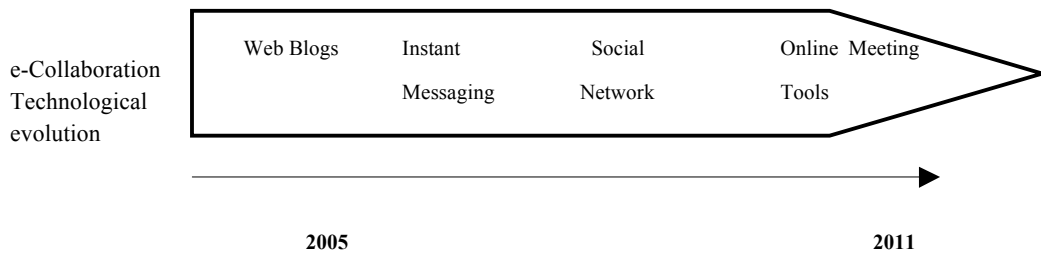 e-Collaboration
Technological
evolution
Web Blogs
Instant
Messaging
Social
Network
Online Meeting
Tools
2005
2011